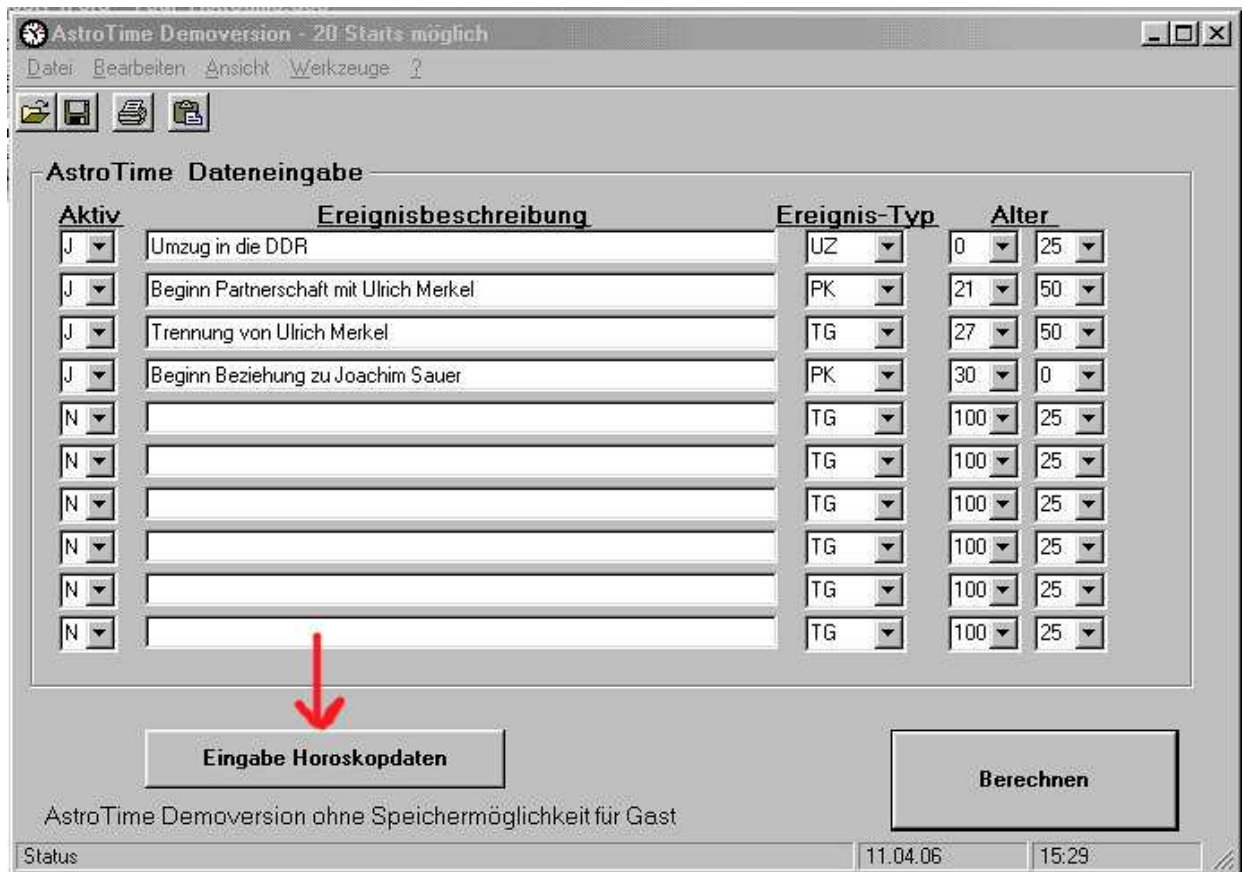 AstroTime Demoversion - 20 Starts möglich
Datei Bearbeiten Ansicht Werkzeuge ?
AstroTime Dateneingabe
Aktiv Ereignisbeschreibung Ereignis-Typ Alter
J Umzug in die DDR UZ 0 25
J Beginn Partnerschaft mit Ulrich Merkel PK 21 50
J Trennung von Ulrich Merkel TG 27 50
J Beginn Beziehung zu Joachim Sauer PK 30 0
N TG 100 25
N TG 100 25
N TG 100 25
N TG 100 25
N TG 100 25
N TG 100 25
Eingabe Horoskopdaten
Berechnen
AstroTime Demoversion ohne Speichermöglichkeit für Gast
Status 11.04.06 15:29